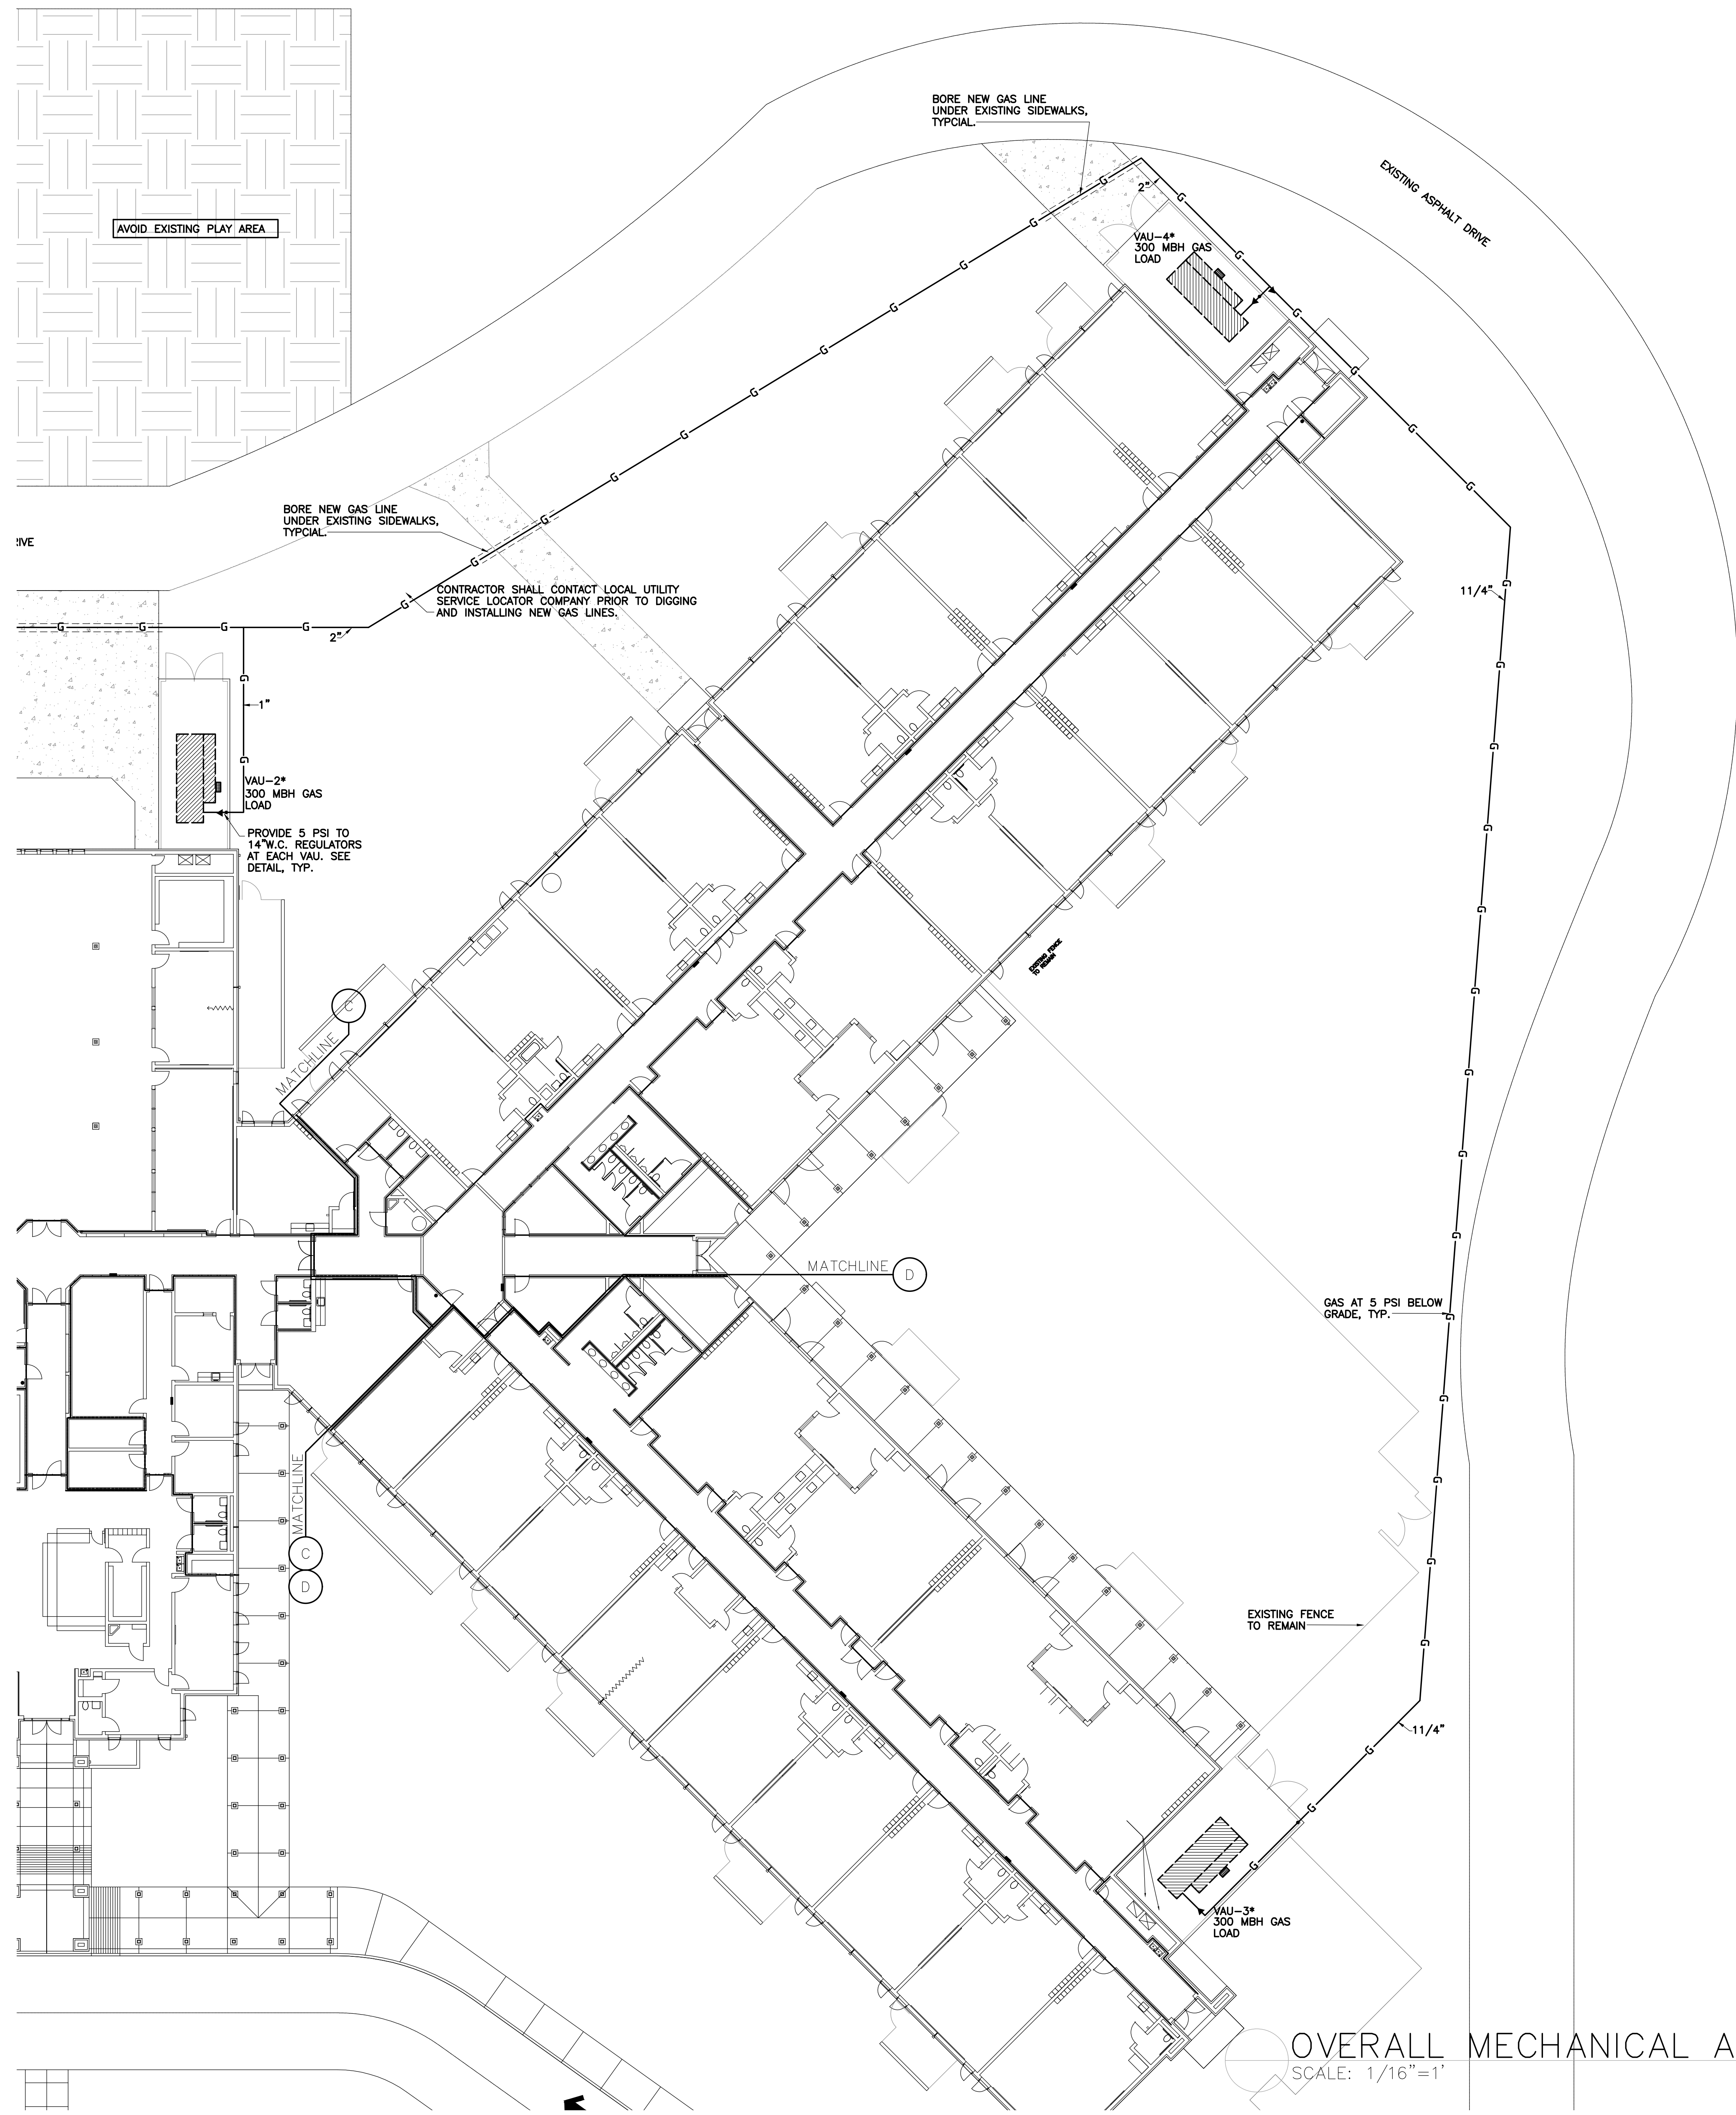 BORE NEW GAS LINE
UNDER EXISTING SIDEWALKS,
TYPCIAL.
EXISTING ASPHALT DRIVE
2"
AVOID EXISTING PLAY AREA
VAU-4*
300 MBH GAS
LOAD
BORE NEW GAS LINE
UNDER EXISTING SIDEWALKS,
TYPCIAL.
IVE
CONTRACTOR SHALL CONTACT LOCAL UTILITY
SERVICE LOCATOR COMPANY PRIOR TO DIGGING
AND INSTALLING NEW GAS LINES.
11/4"
2"
1"
VAU-2*
300 MBH GAS
LOAD
PROVIDE 5 PSI TO
14"W.C. REGULATORS
AT EACH VAU. SEE
DETAIL, TYP.
EXISTING FENCE
TO REMAIN
C
MATCHLINE
MATCHLINE
D
GAS AT 5 PSI BELOW
GRADE, TYP.
MATCHLINE
C
D
EXISTING FENCE
TO REMAIN
11/4"
VAU-3*
300 MBH GAS
LOAD
OVERALL MECHANICAL A
SCALE: 1/16"=1'
G G G G G G G G G G G G G G G G G G G G G G G G G G G G G G G G G G G G G G G